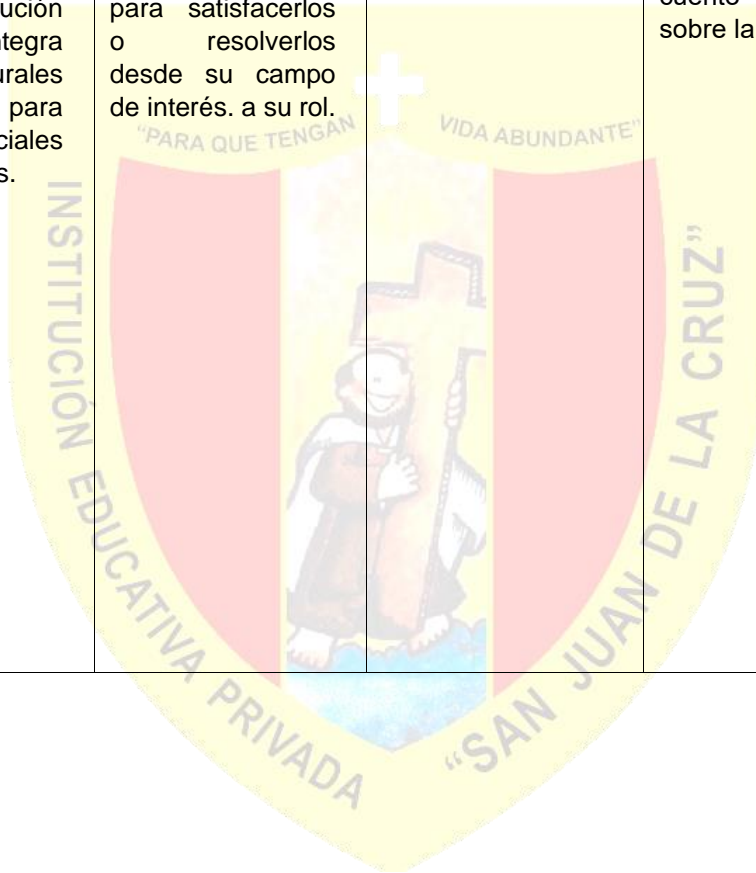 ución
ntegra
urales
para
ciales
s.
para satisfacerlos
o resolverlos
desde su campo
de interés. a su rol.
sobre la
"PARA QUE TENGAN VIDA ABUNDANTE"
INSTITUCIÓN EDUCATIVA PRIVADA
"SAN JUAN DE LA CRUZ"